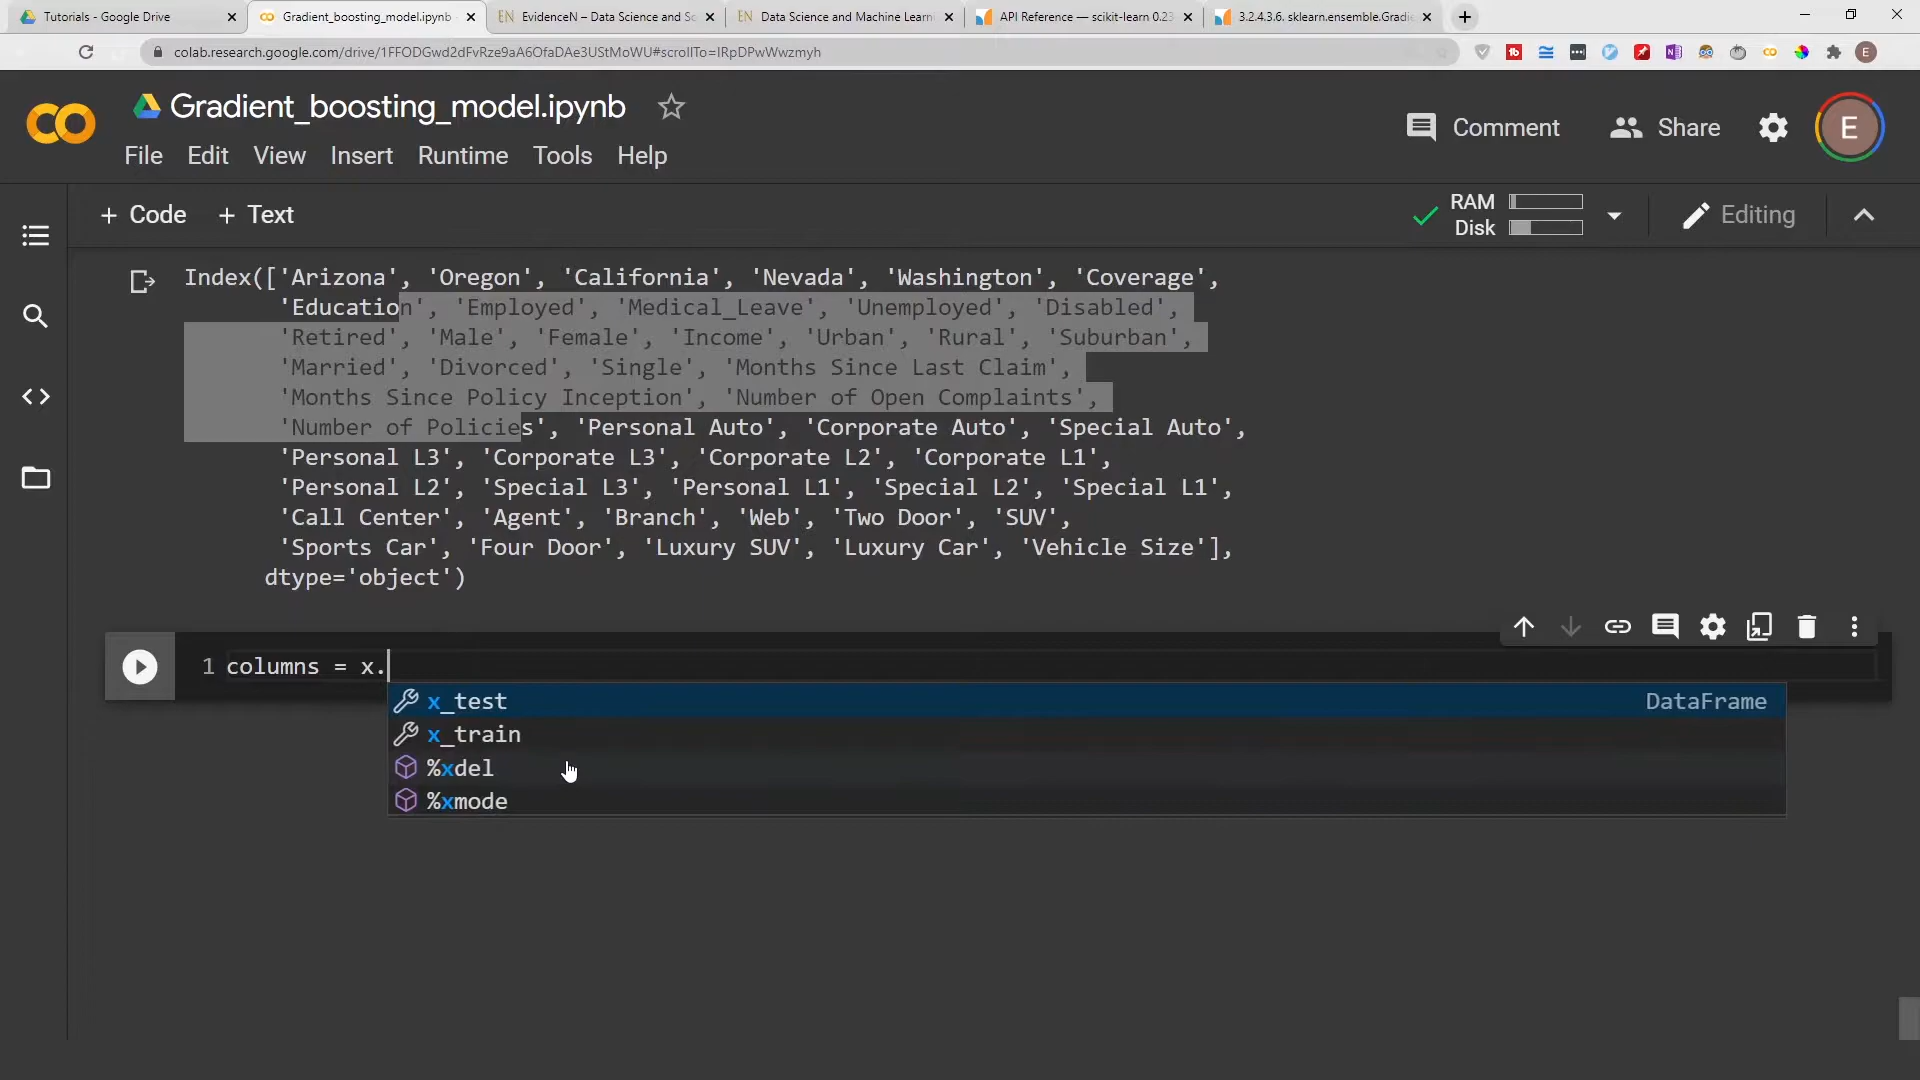 Tutorials - Google Drive
Gradient_boosting_model.ipynb
EN EvidenceN – Data Science and Sc
EN Data Science and Machine Learn
API Reference — scikit-learn 0.23
3.2.4.3.6. sklearn.ensemble.Gradie
colab.research.google.com/drive/1FFODGwd2dFvRze9aA6OfaDAe3UStMoWU#scrollTo=IRpDPwWwzmyh
CO Gradient_boosting_model.ipynb
Comment Share E
File Edit View Insert Runtime Tools Help
+ Code + Text
RAM
Disk
Editing
Index(['Arizona', 'Oregon', 'California', 'Nevada', 'Washington', 'Coverage',
'Education', 'Employed', 'Medical_Leave', 'Unemployed', 'Disabled',
'Retired', 'Male', 'Female', 'Income', 'Urban', 'Rural', 'Suburban',
'Married', 'Divorced', 'Single', 'Months Since Last Claim',
'Months Since Policy Inception', 'Number of Open Complaints',
'Number of Policies', 'Personal Auto', 'Corporate Auto', 'Special Auto',
'Personal L3', 'Corporate L3', 'Corporate L2', 'Corporate L1',
'Personal L2', 'Special L3', 'Personal L1', 'Special L2', 'Special L1',
'Call Center', 'Agent', 'Branch', 'Web', 'Two Door', 'SUV',
'Sports Car', 'Four Door', 'Luxury SUV', 'Luxury Car', 'Vehicle Size'],
dtype='object')
1 columns = x.
x_test DataFrame
x_train
%xdel
%xmode